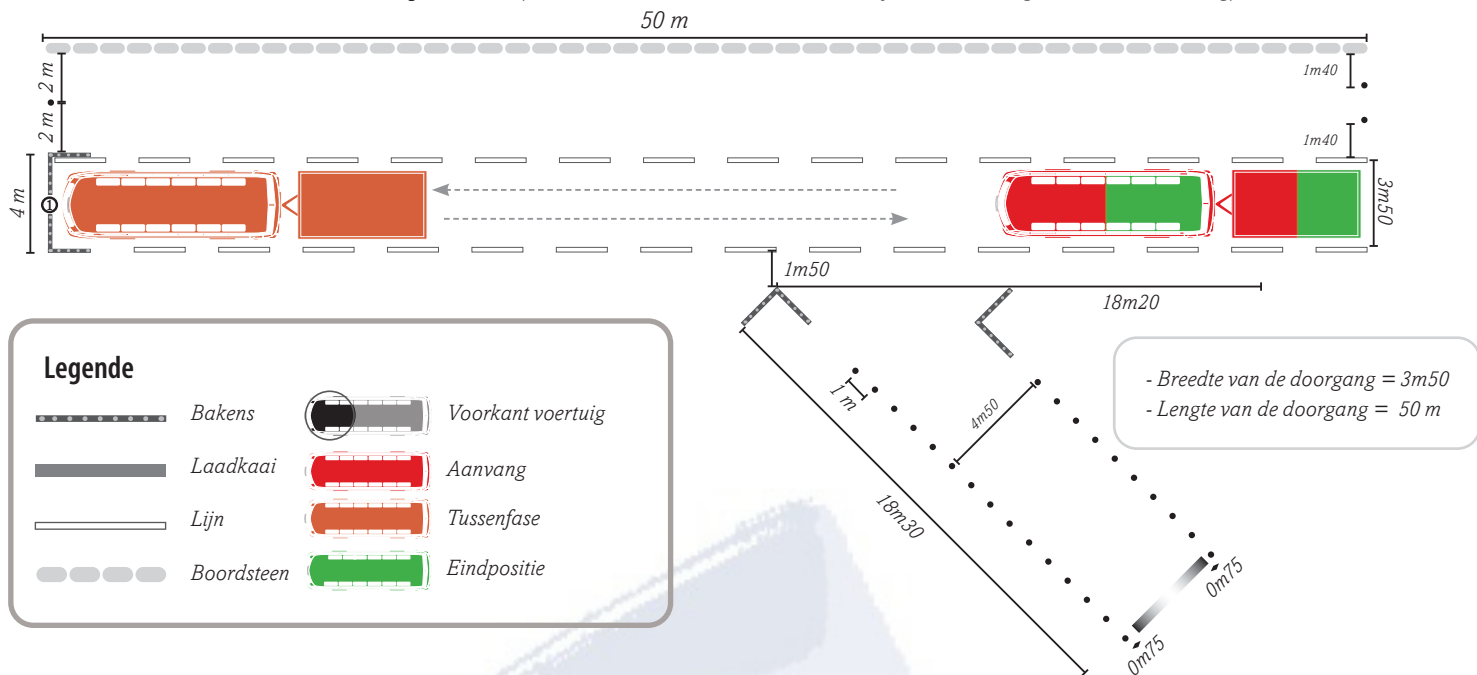 50 m
2 m
2 m
4 m
1
1m40
1m40
3m50
1m50
18m20
1 m
4m50
18m30
0m75
0m75
Legende
Bakens
Laadkaai
Lijn
Boordsteen
Voorkant voertuig
Aanvang
Tussenfase
Eindpositie
- Breedte van de doorgang = 3m50
- Lengte van de doorgang = 50 m